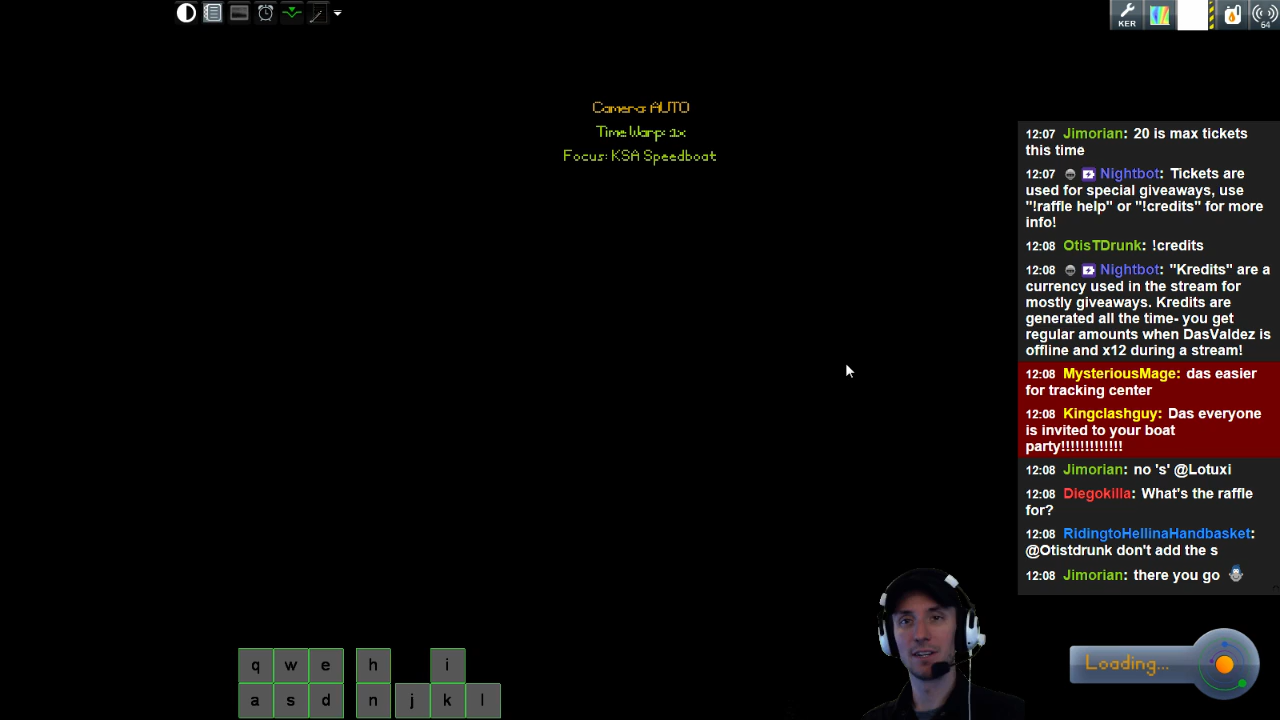 KER
64
Camera: AUTO
Time Warp: 1x
Focus: KSA Speedboat
12:07 Jimorian: 20 is max tickets
this time
12:07 Nightbot: Tickets are
used for special giveaways, use
"!raffle help" or "!credits" for more
info!
12:08 OtisTDrunk: !credits
12:08 Nightbot: "Kredits" are a
currency used in the stream for
mostly giveaways. Kredits are
generated all the time- you get
regular amounts when DasValdez is
offline and x12 during a stream!
12:08 MysteriousMage: das easier
for tracking center
12:08 Kingclashguy: Das everyone
is invited to your boat
party!!!!!!!!!!!!!
12:08 Jimorian: no 's' @Lotuxi
12:08 Diegokilla: What's the raffle
for?
12:08 RidingtoHellinaHandbasket:
@Otistdrunk don't add the s
12:08 Jimorian: there you go
Loading...
q w e h i
a s d n j k l